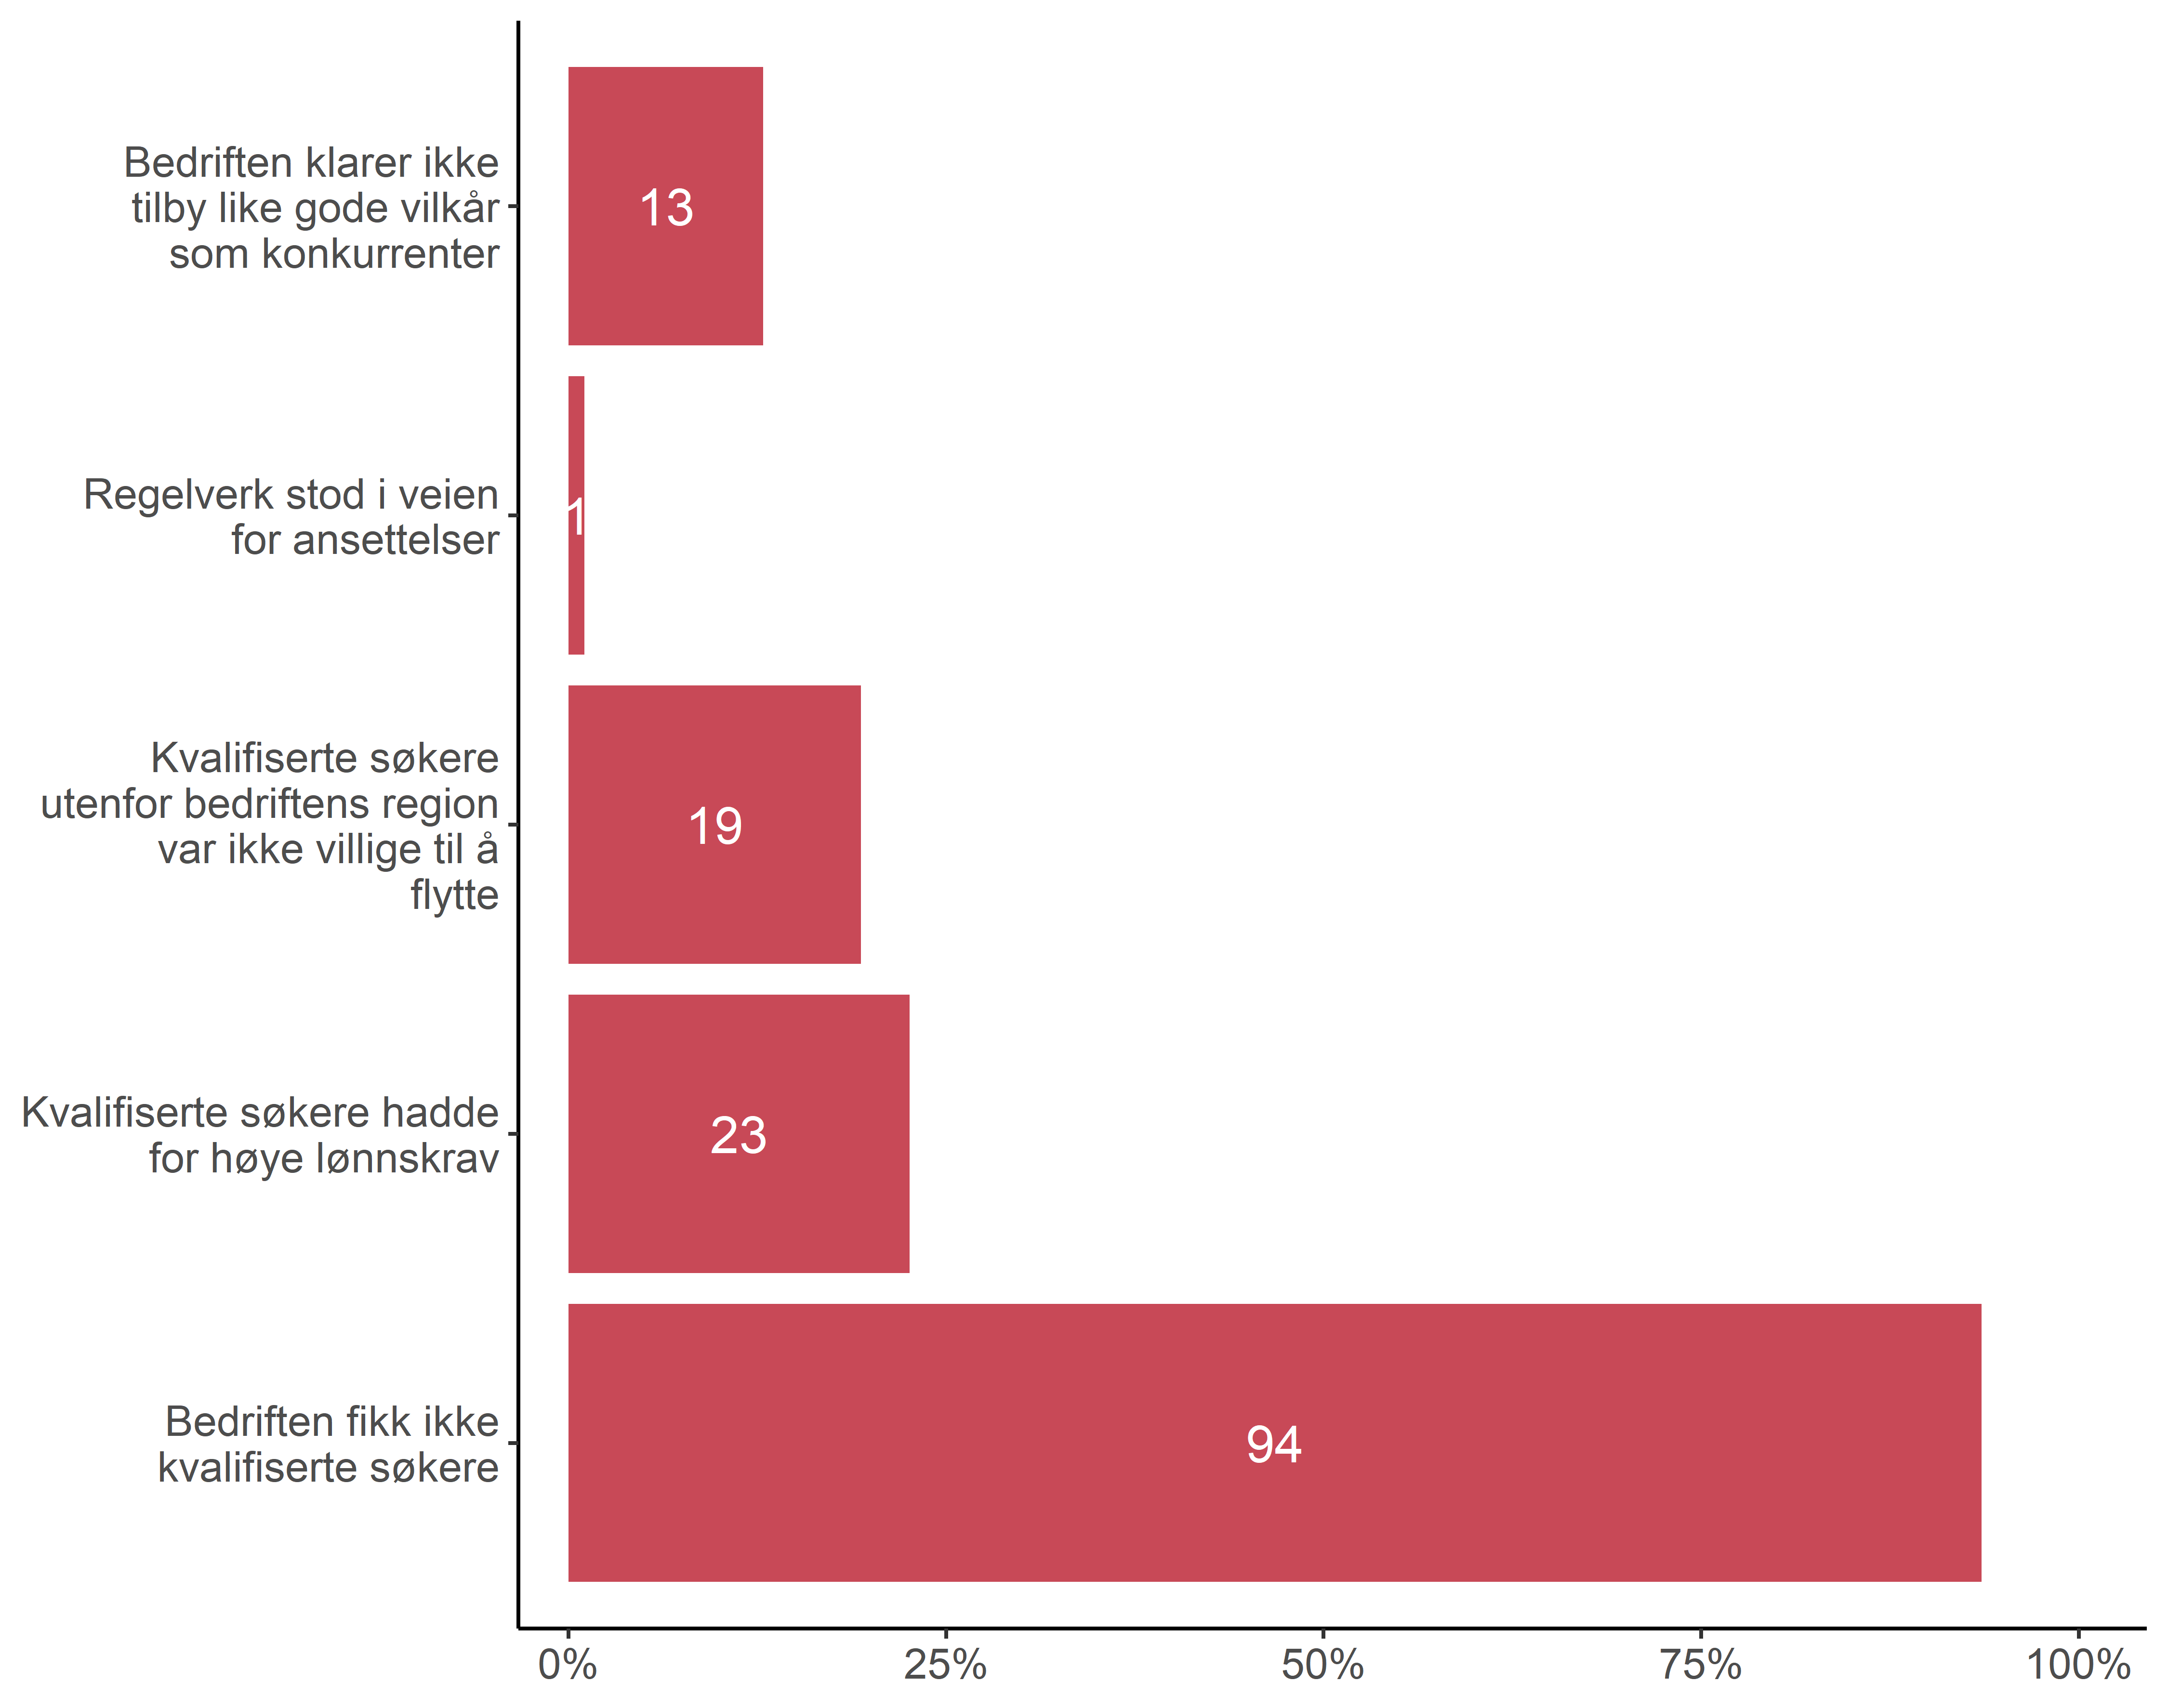 Bedriften klarer ikke
tilby like gode vilkår
som konkurrenter
13
Regelverk stod i veien
for ansettelser
1
Kvalifiserte søkere
utenfor bedriftens region
var ikke villige til å
flytte
19
Kvalifiserte søkere hadde
for høye lønnskrav
23
Bedriften fikk ikke
kvalifiserte søkere
94
0% 25% 50% 75% 100%